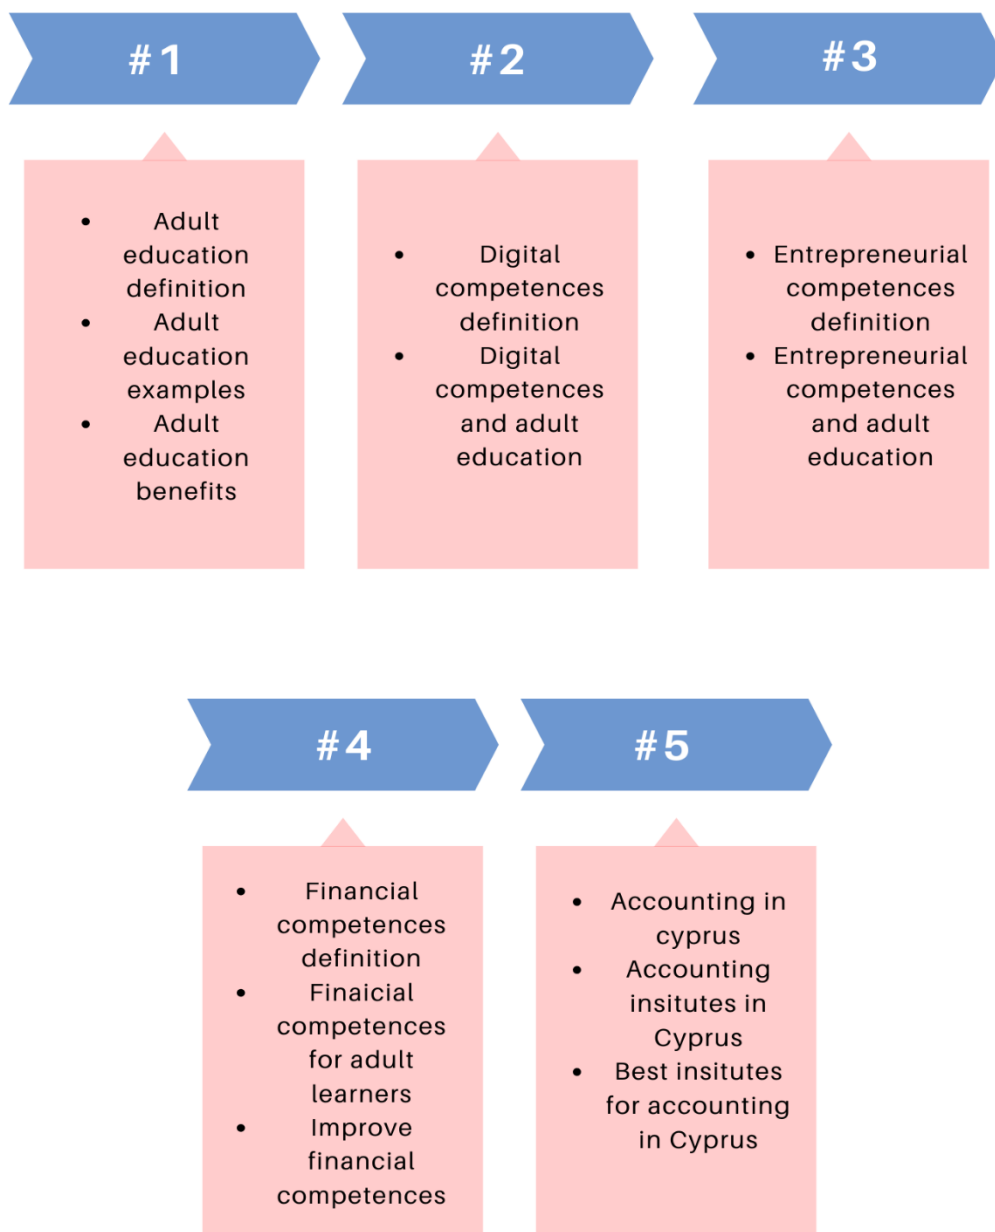 #1
• Adult
education
definition
• Adult
education
examples
• Adult
education
benefits
#2
• Digital
competences
definition
• Digital
competences
and adult
education
#3
• Entrepreneurial
competences
definition
• Entrepreneurial
competences
and adult
education
#4
• Financial
competences
definition
• Finaicial
competences
for adult
learners
• Improve
financial
competences
#5
• Accounting in
cyprus
• Accounting
insitutes in
Cyprus
• Best insitutes
for accounting
in Cyprus